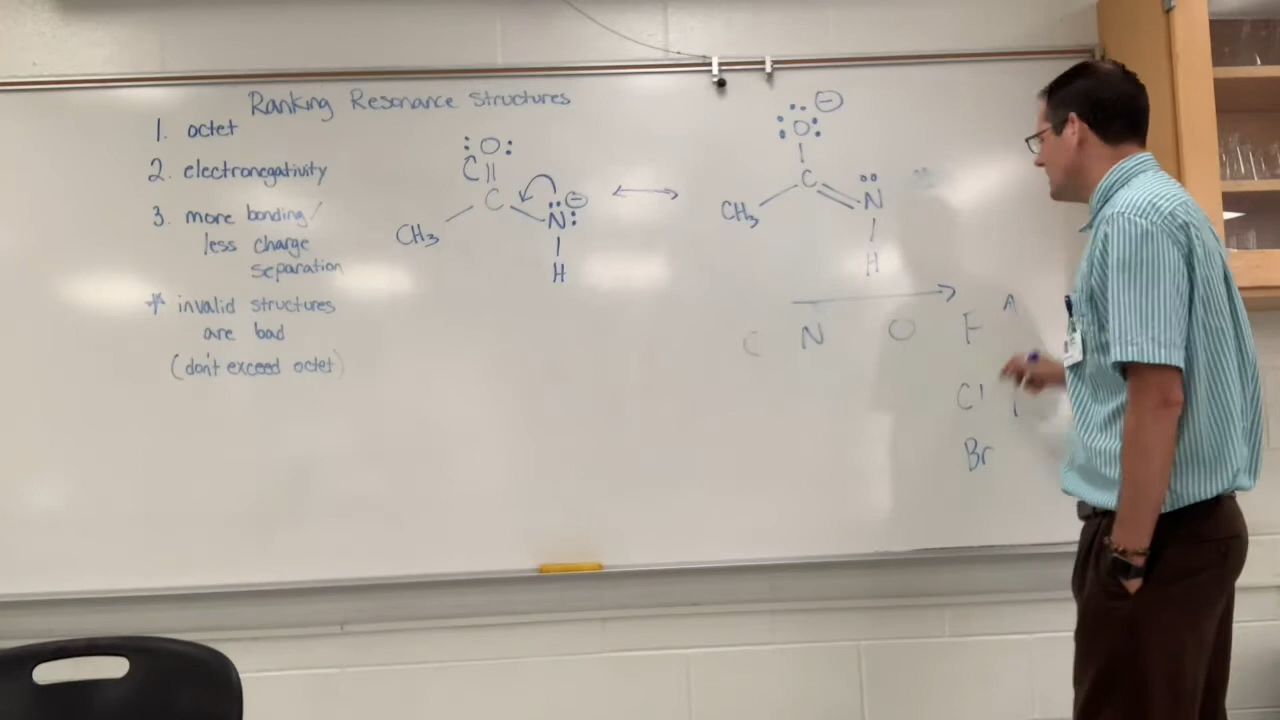 Ranking Resonance Structures
1. octet
2. electronegativity
3. more bonding/
less charge
separation
* invalid structures
are bad
(don't exceed octet)
:O:
C
CH3
N
H
O
C
CH3
N
H
C N O F
Cl
Br